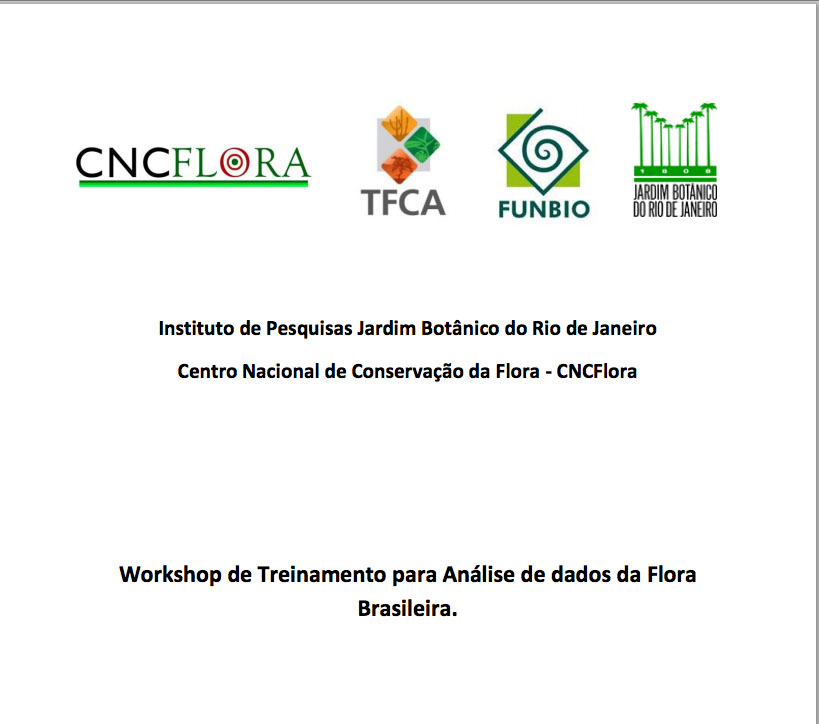 CNCFLORA
TFCA
FUNBIO
1808
JARDIM BOTÂNICO
DO RIO DE JANEIRO
Instituto de Pesquisas Jardim Botânico do Rio de Janeiro
Centro Nacional de Conservação da Flora - CNCFlora
Workshop de Treinamento para Análise de dados da Flora
Brasileira.